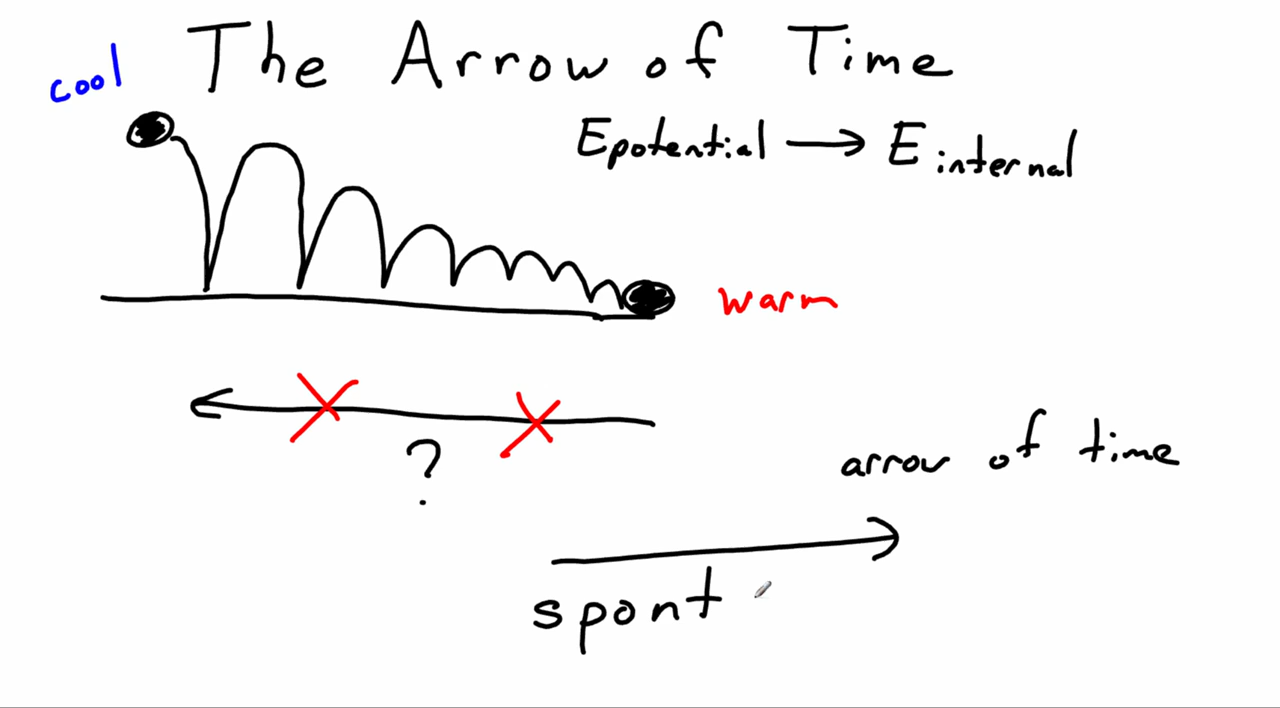 The Arrow of Time
cool
Epotential → Einternal
warm
?
arrow of time
spont